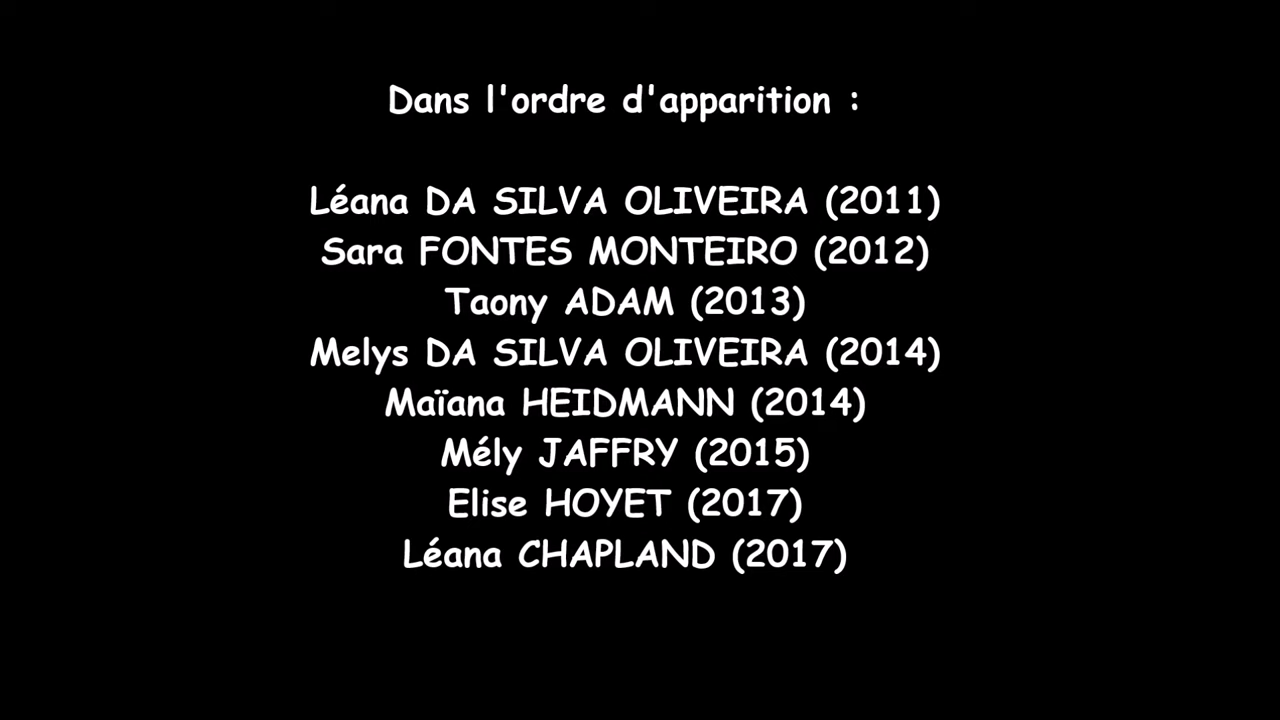 Dans l'ordre d'apparition :
Léana DA SILVA OLIVEIRA (2011)
Sara FONTES MONTEIRO (2012)
Taony ADAM (2013)
Melys DA SILVA OLIVEIRA (2014)
Maïana HEIDMANN (2014)
Mély JAFFRY (2015)
Elise HOYET (2017)
Léana CHAPLAND (2017)